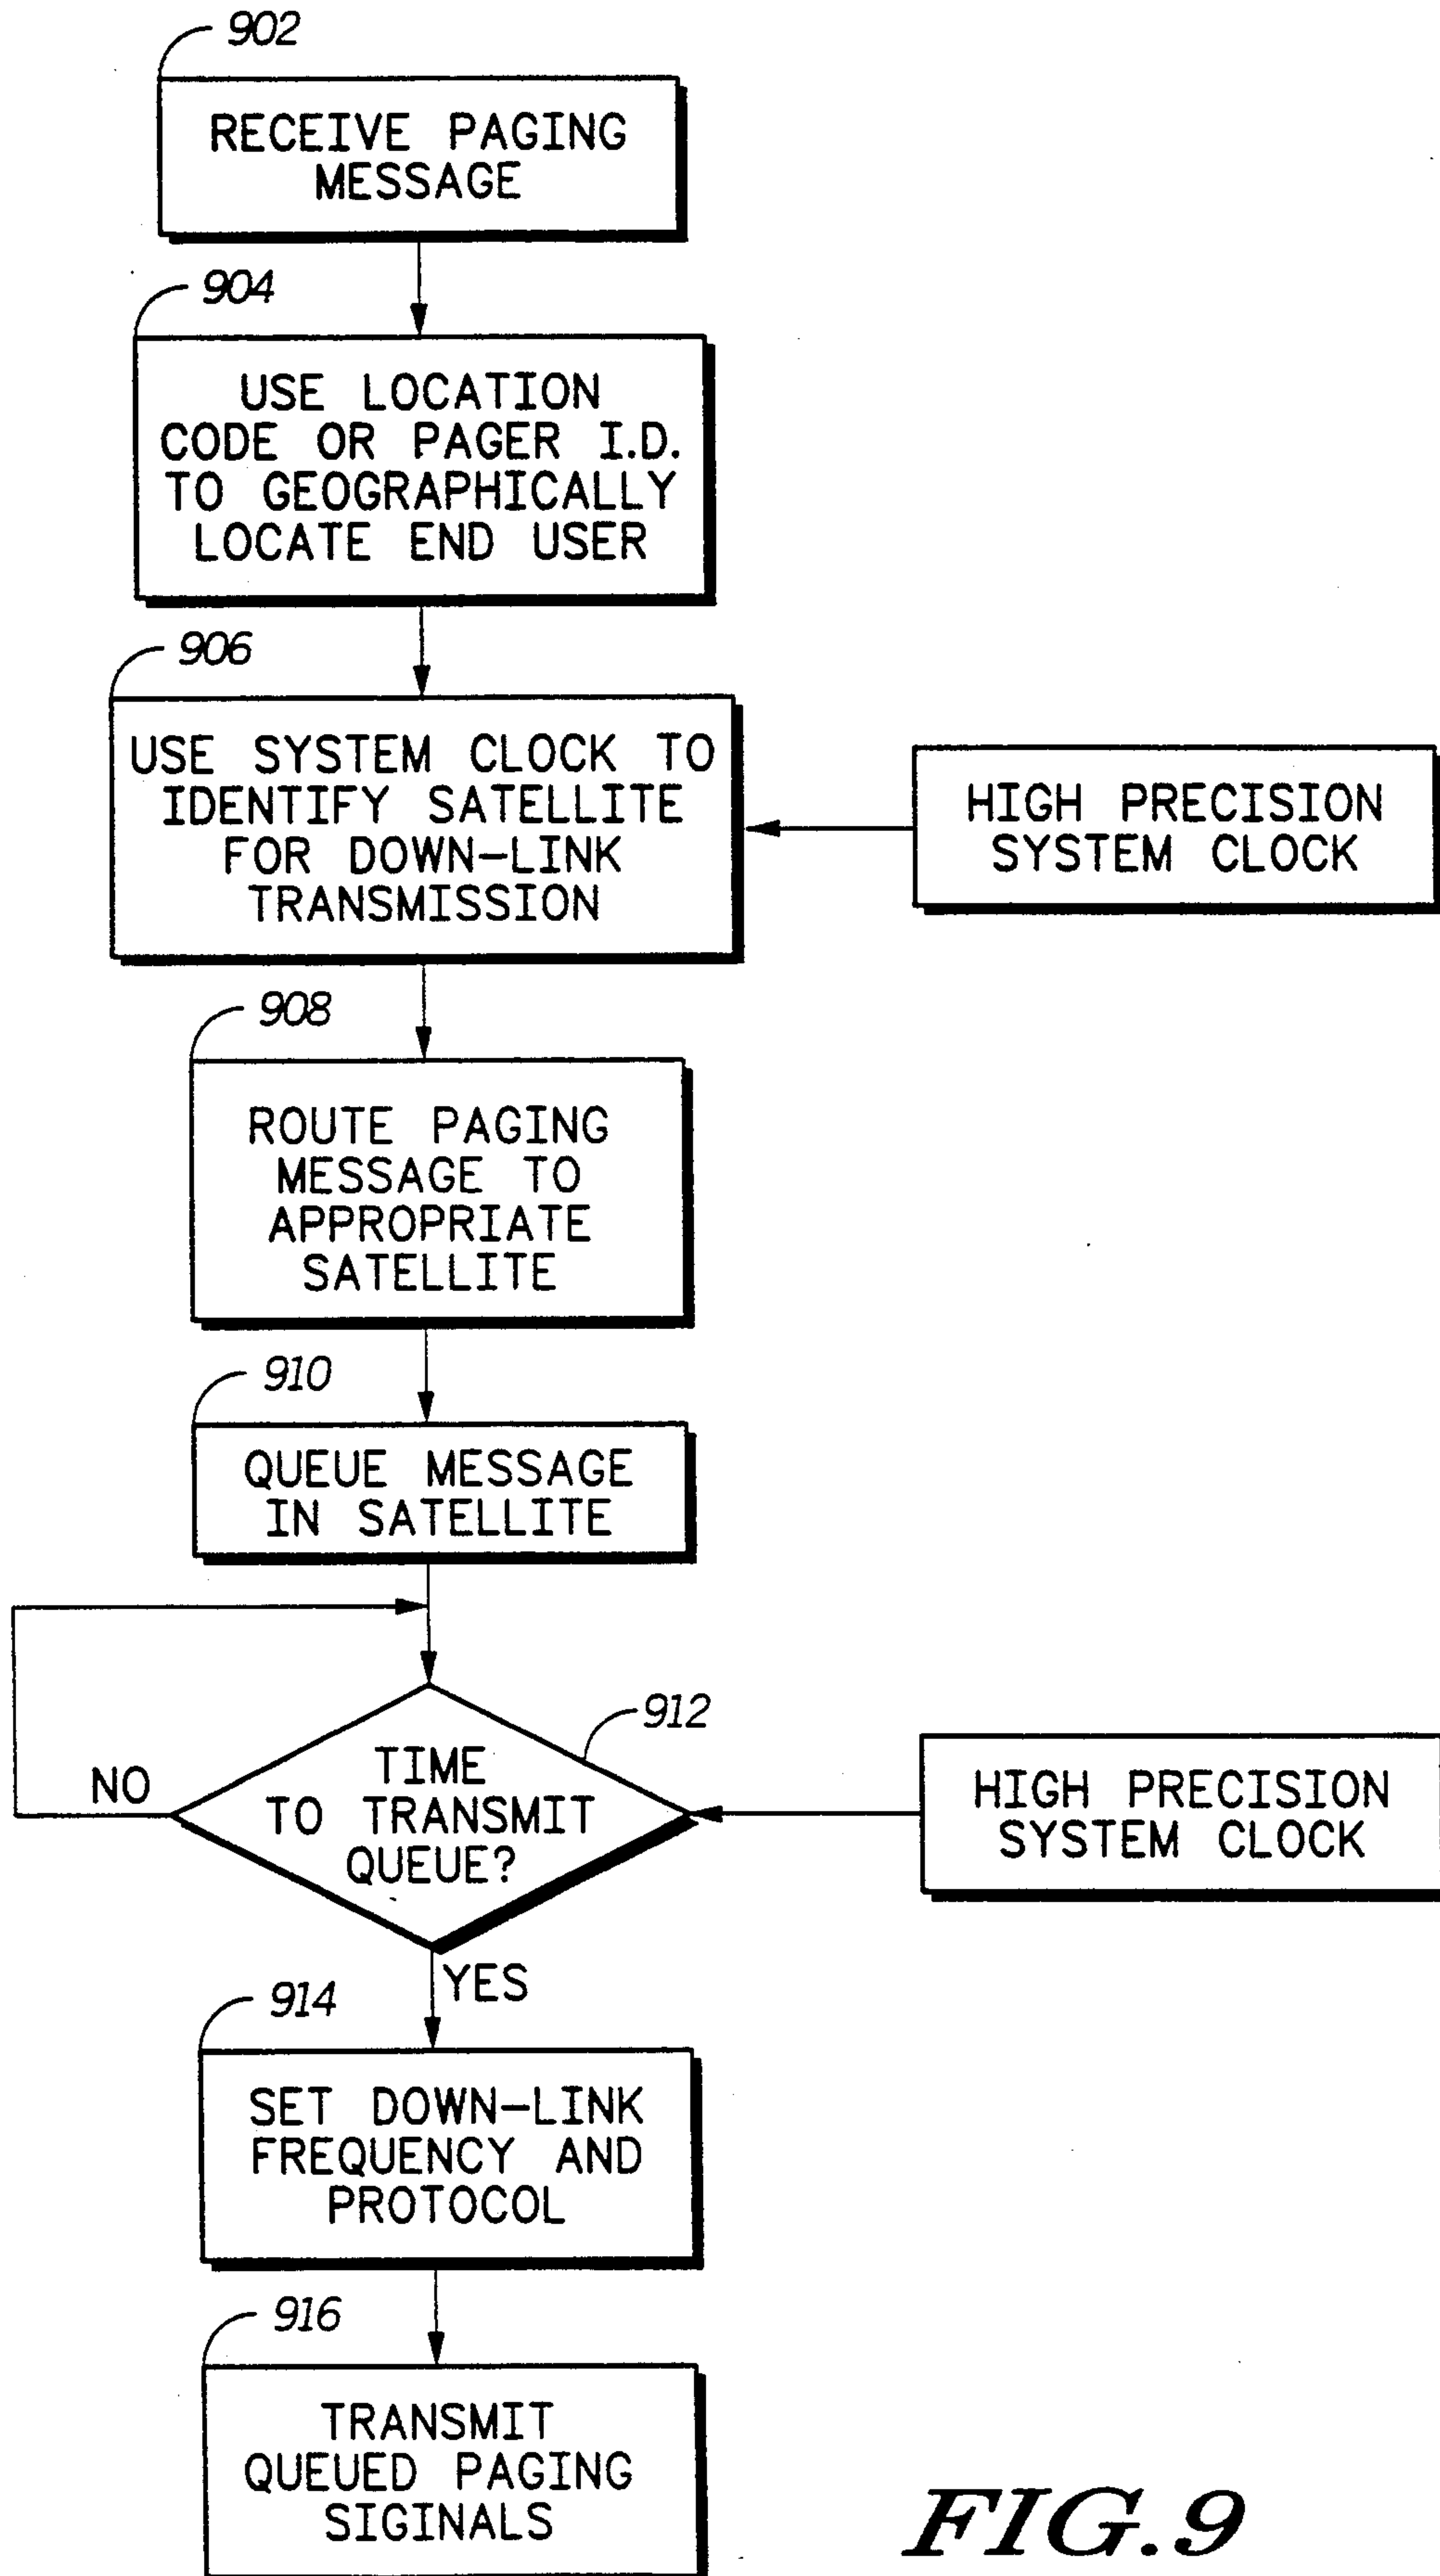 902
RECEIVE PAGING
MESSAGE
904
USE LOCATION
CODE OR PAGER I.D.
TO GEOGRAPHICALLY
LOCATE END USER
906
USE SYSTEM CLOCK TO
IDENTIFY SATELLITE
FOR DOWN-LINK
TRANSMISSION
HIGH PRECISION
SYSTEM CLOCK
908
ROUTE PAGING
MESSAGE TO
APPROPRIATE
SATELLITE
910
QUEUE MESSAGE
IN SATELLITE
912
NO
TIME
TO TRANSMIT
QUEUE?
HIGH PRECISION
SYSTEM CLOCK
YES
914
SET DOWN-LINK
FREQUENCY AND
PROTOCOL
916
TRANSMIT
QUEUED PAGING
SIGINALS
FIG.9